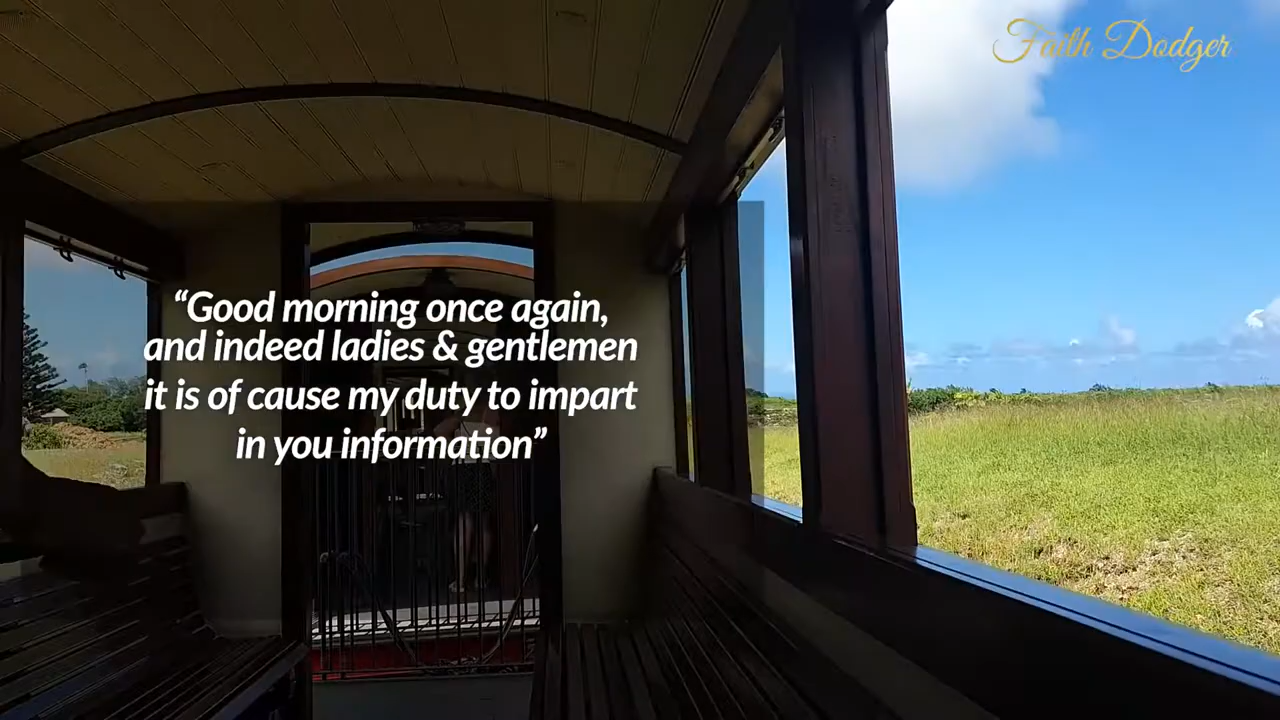 Faith Dodger
“Good morning once again,
and indeed ladies & gentlemen
it is of cause my duty to impart
in you information”